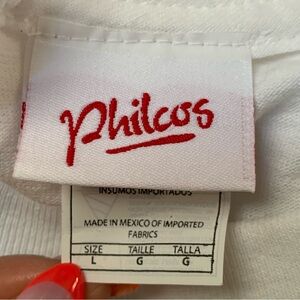 Philcos
INSUMOS IMPORTADOS
MADE IN MEXICO OF IMPORTED
FABRICS
SIZE TAILLE TALLA
L G G